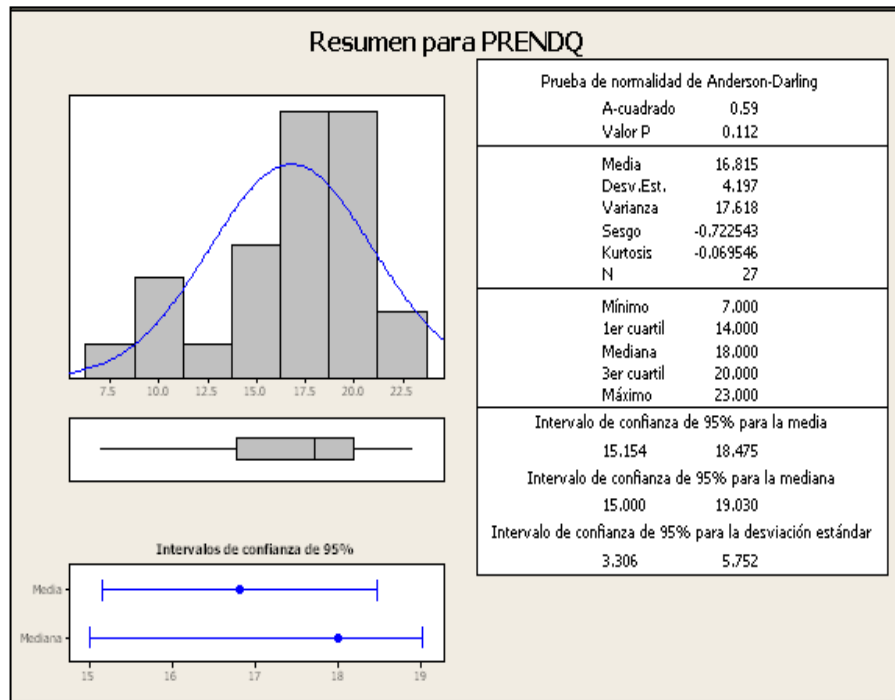 Resumen para PRENDQ
7.5 10.0 12.5 15.0 17.5 20.0 22.5
Intervalos de confianza de 95%
Media
Mediana
15 16 17 18 19
Prueba de normalidad de Anderson-Darling
A-cuadrado 0.59
Valor P 0.112
Media 16.815
Desv.Est. 4.197
Varianza 17.618
Sesgo -0.722543
Kurtosis -0.069546
N 27
Mínimo 7.000
1er cuartil 14.000
Mediana 18.000
3er cuartil 20.000
Máximo 23.000
Intervalo de confianza de 95% para la media
15.154 18.475
Intervalo de confianza de 95% para la mediana
15.000 19.030
Intervalo de confianza de 95% para la desviación estándar
3.306 5.752